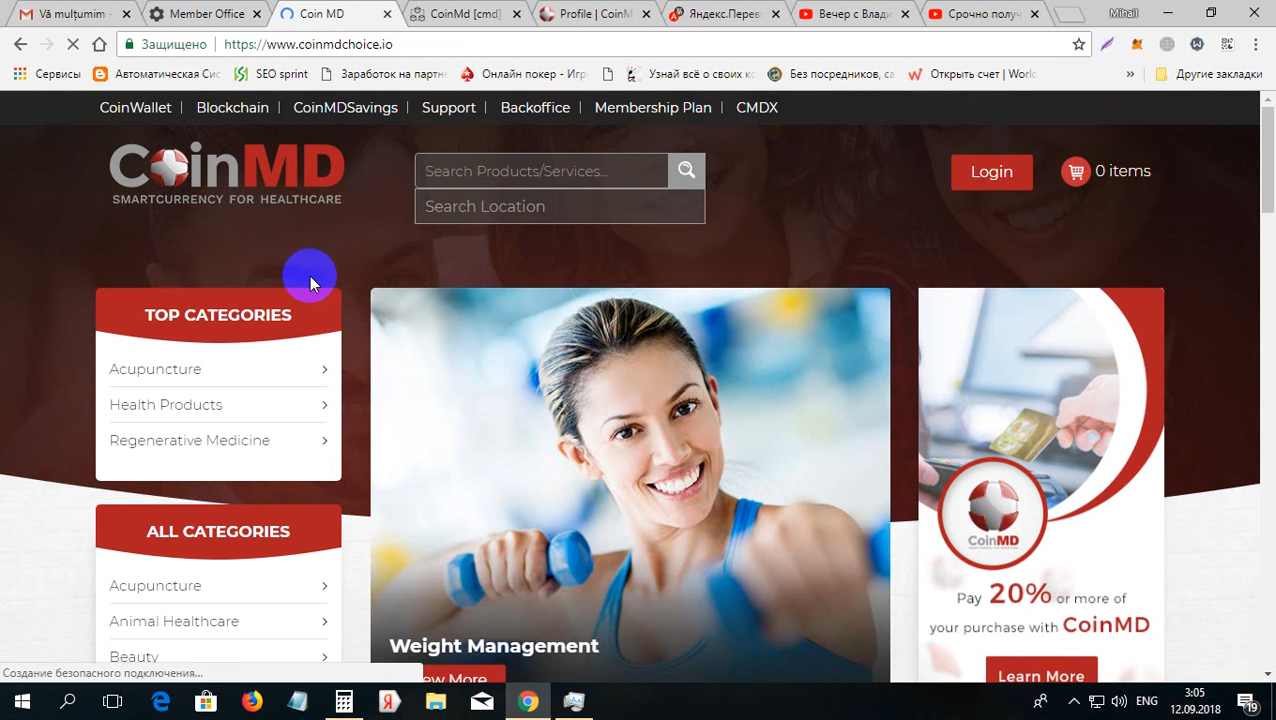 Vă mulțumim -
Member Office
Coin MD
CoinMd [cmd]
Profile | CoinM
Яндекс.Перев
Вечер с Влади
Срочно получ
Mihail
Защищено
https://www.coinmdchoice.io
Сервисы
Автоматическая Сис
SEO sprint
Заработок на партне
Онлайн покер - Игр
Узнай всё о своих ко
Без посредников, са
Открыть счет | World
Другие закладки
CoinWallet
Blockchain
CoinMDSavings
Support
Backoffice
Membership Plan
CMDX
CoinMD
SMARTCURRENCY FOR HEALTHCARE
Search Products/Services...
Search Location
Login
0 items
TOP CATEGORIES
Acupuncture
Health Products
Regenerative Medicine
ALL CATEGORIES
Acupuncture
Animal Healthcare
Beauty
Weight Management
CoinMD
Pay 20% or more of
your purchase with CoinMD
Learn More
Создание безопасного подключения...
ENG
3:05
12.09.2018
19